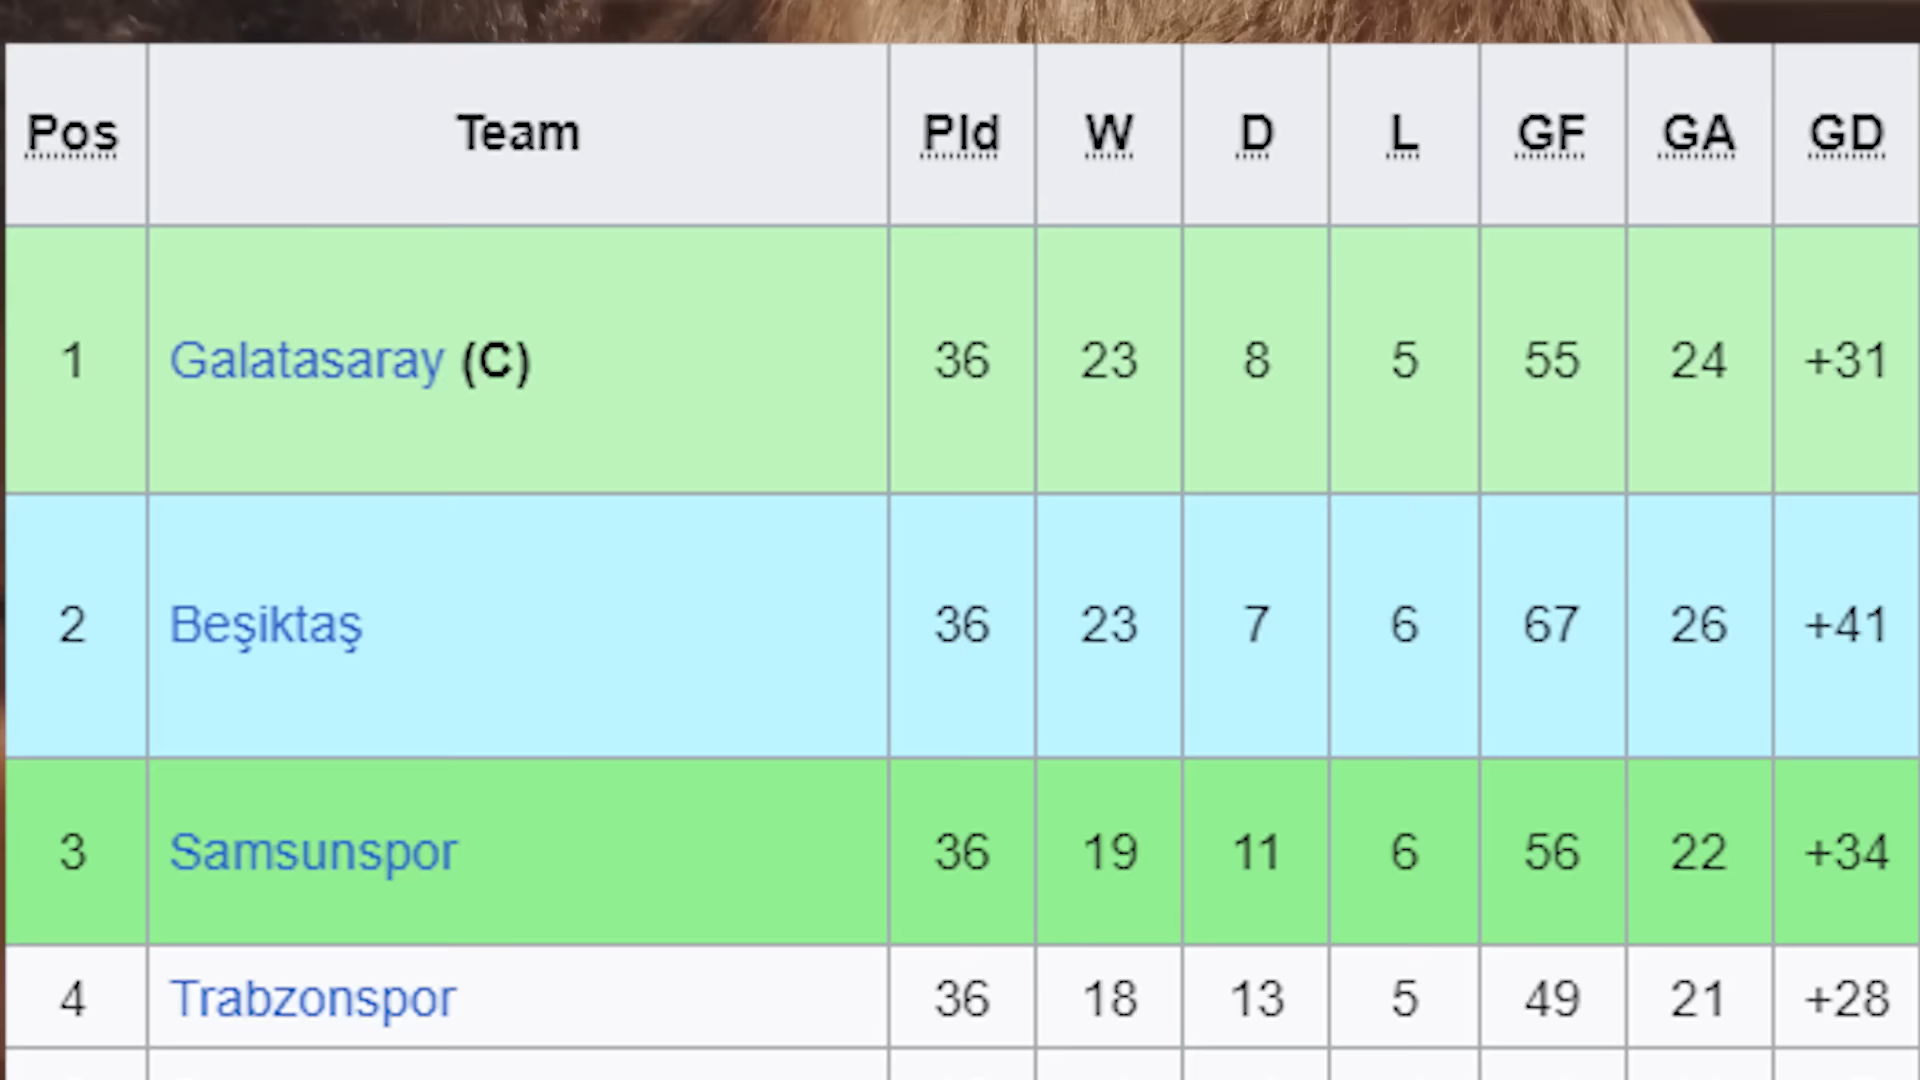 Pos Team Pld W D L GF GA GD
1 Galatasaray (C) 36 23 8 5 55 24 +31
2 Beşiktaş 36 23 7 6 67 26 +41
3 Samsunspor 36 19 11 6 56 22 +34
4 Trabzonspor 36 18 13 5 49 21 +28